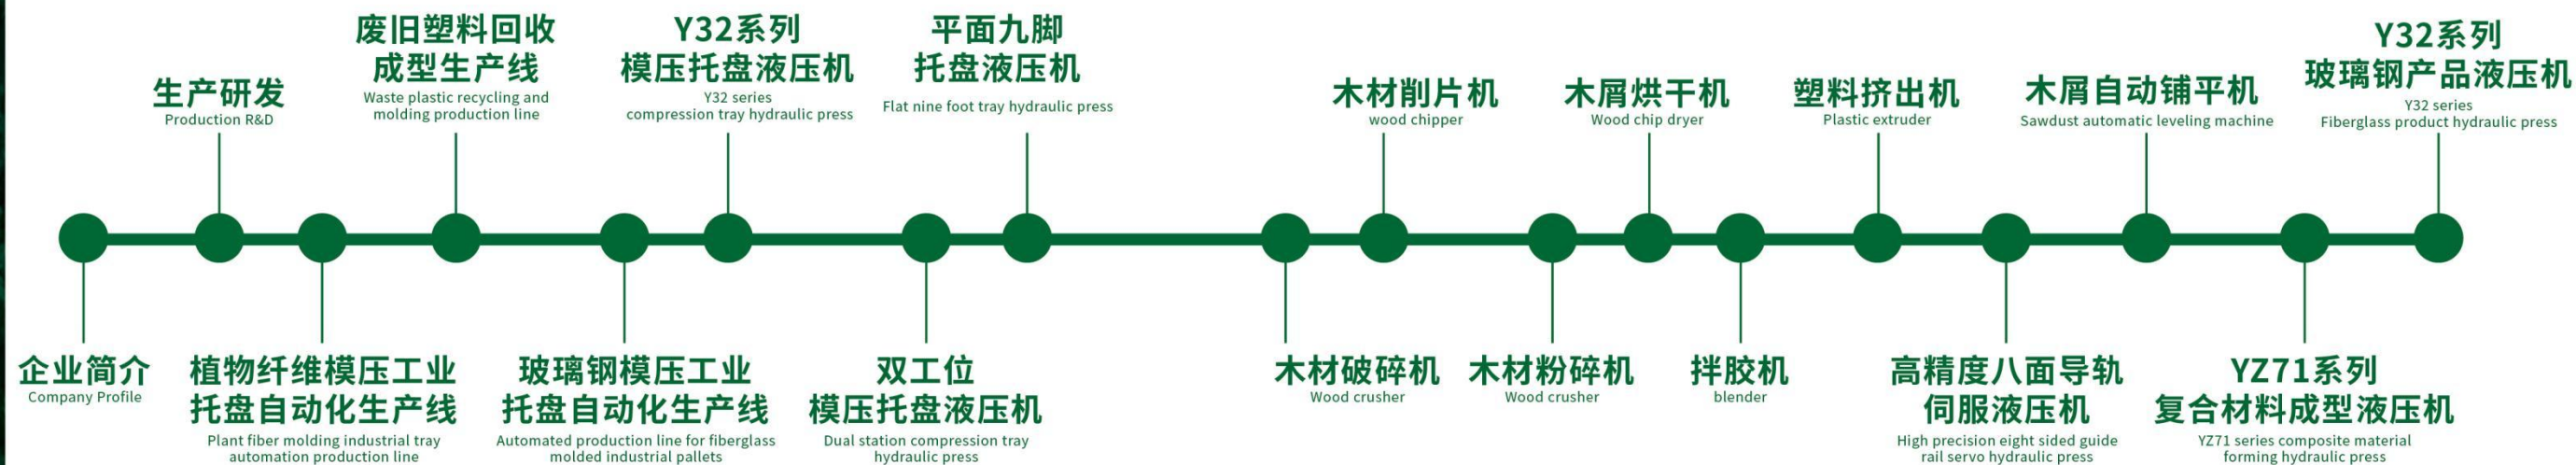 生产研发
Production R&D
废旧塑料回收
成型生产线
Waste plastic recycling and
molding production line
Y32系列
模压托盘液压机
Y32 series
compression tray hydraulic press
平面九脚
托盘液压机
Flat nine foot tray hydraulic press
木材削片机
wood chipper
木屑烘干机
Wood chip dryer
塑料挤出机
Plastic extruder
木屑自动铺平机
Sawdust automatic leveling machine
Y32系列
玻璃钢产品液压机
Y32 series
Fiberglass product hydraulic press
企业简介
Company Profile
植物纤维模压工业
托盘自动化生产线
Plant fiber molding industrial tray
automation production line
玻璃钢模压工业
托盘自动化生产线
Automated production line for fiberglass
molded industrial pallets
双工位
模压托盘液压机
Dual station compression tray
hydraulic press
木材破碎机
Wood crusher
木材粉碎机
Wood crusher
拌胶机
blender
高精度八面导轨
伺服液压机
High precision eight sided guide
rail servo hydraulic press
YZ71系列
复合材料成型液压机
YZ71 series composite material
forming hydraulic press